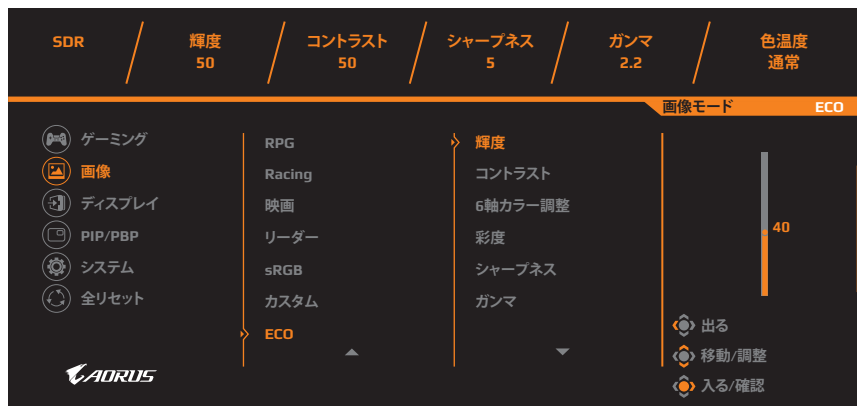 SDR
輝度
50
コントラスト
50
シャープネス
5
ガンマ
2.2
色温度
通常
画像モード ECO
ゲーミング
画像
ディスプレイ
PIP/PBP
システム
全リセット
RPG
Racing
映画
リーダー
sRGB
カスタム
ECO
輝度
コントラスト
6軸カラー調整
彩度
シャープネス
ガンマ
40
出る
移動/調整
入る/確認
AORUS